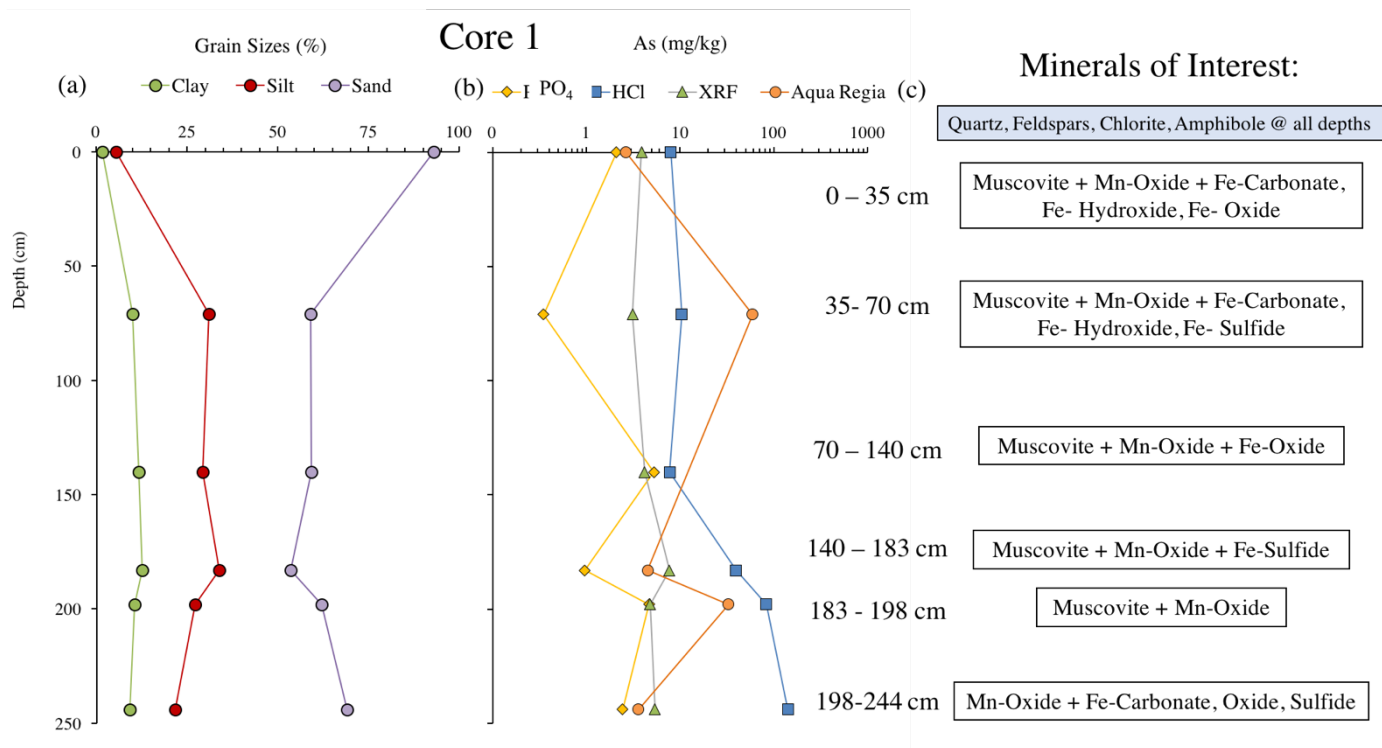 Core 1
Grain Sizes (%)
As (mg/kg)
Minerals of Interest:
(a)
Clay
Silt
Sand
(b)
PO4
HCl
XRF
Aqua Regia
(c)
0
25
50
75
100
0
1
10
100
1000
Depth (cm)
0
50
100
150
200
250
Quartz, Feldspars, Chlorite, Amphibole @ all depths
0 – 35 cm
Muscovite + Mn-Oxide + Fe-Carbonate,
Fe- Hydroxide, Fe- Oxide
35- 70 cm
Muscovite + Mn-Oxide + Fe-Carbonate,
Fe- Hydroxide, Fe- Sulfide
70 – 140 cm
Muscovite + Mn-Oxide + Fe-Oxide
140 – 183 cm
Muscovite + Mn-Oxide + Fe-Sulfide
183 - 198 cm
Muscovite + Mn-Oxide
198-244 cm
Mn-Oxide + Fe-Carbonate, Oxide, Sulfide